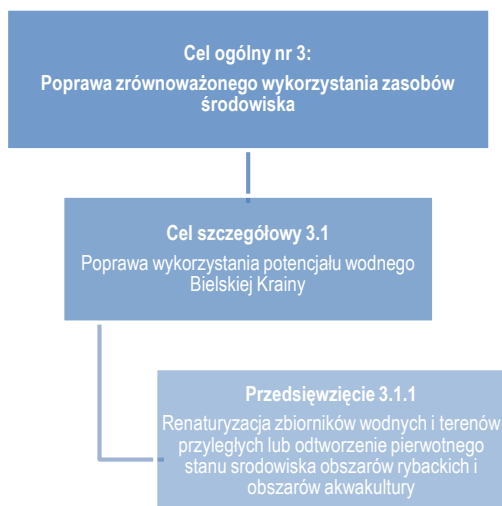 Cel ogólny nr 3:
Poprawa zrównoważonego wykorzystania zasobów
środowiska
Cel szczegółowy 3.1
Poprawa wykorzystania potencjału wodnego
Bielskiej Krainy
Przedsięwzięcie 3.1.1
Renaturyzacja zbiorników wodnych i terenów
przyległych lub odtworzenie pierwotnego
stanu srodowiska obszarów rybackich i
obszarów akwakultury